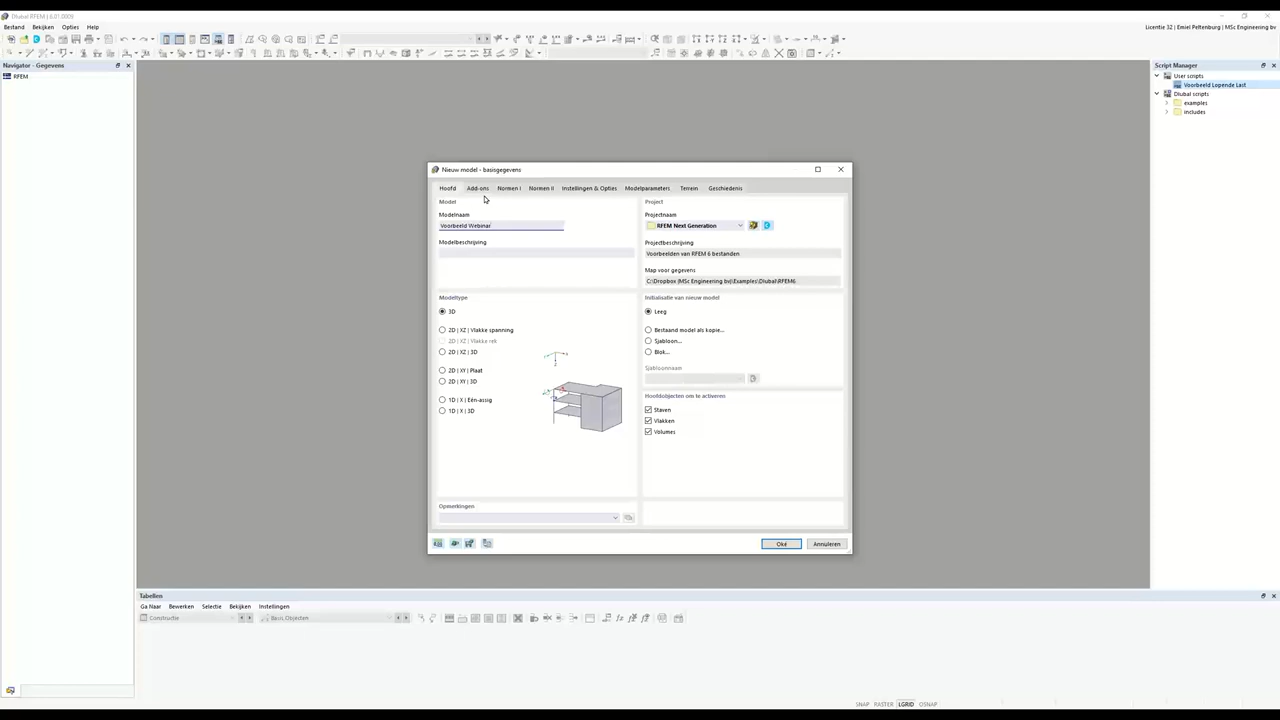 Dlubal RFEM | 6.01.0009
Bestand Bekijken Opties Help
Licentie 32 | Emiel Peltenburg | MSc Engineering bv
Navigator - Gegevens
RFEM
Script Manager
User scripts
Voorbeeld Lopende Last
Dlubal scripts
examples
includes
Nieuw model - basisgegevens
Hoofd Add-ons Normen I Normen II Instellingen & Opties Modelparameters Terrein Geschiedenis
Model
Modelnaam
Voorbeeld Webinar
Modelbeschrijving
Project
Projectnaam
RFEM Next Generation
Projectbeschrijving
Voorbeelden van RFEM 6 bestanden
Map voor gegevens
C:\Dropbox (MSc Engineering bv)\Examples\Dlubal\RFEM6
Modeltype
3D
2D | XZ | Vlakke spanning
2D | XZ | Vlakke rek
2D | XZ | 3D
2D | XY | Plaat
2D | XY | 3D
1D | X | Eén-assig
1D | X | 3D
Initialisatie van nieuw model
Leeg
Bestaand model als kopie...
Sjabloon...
Blok...
Sjabloonnaam
Hoofdobjecten om te activeren
Staven
Vlakken
Volumes
Opmerkingen
Oké Annuleren
Tabellen
Ga Naar Bewerken Selectie Bekijken Instellingen
Constructie Basis Objecten
SNAP RASTER LGRID OSNAP